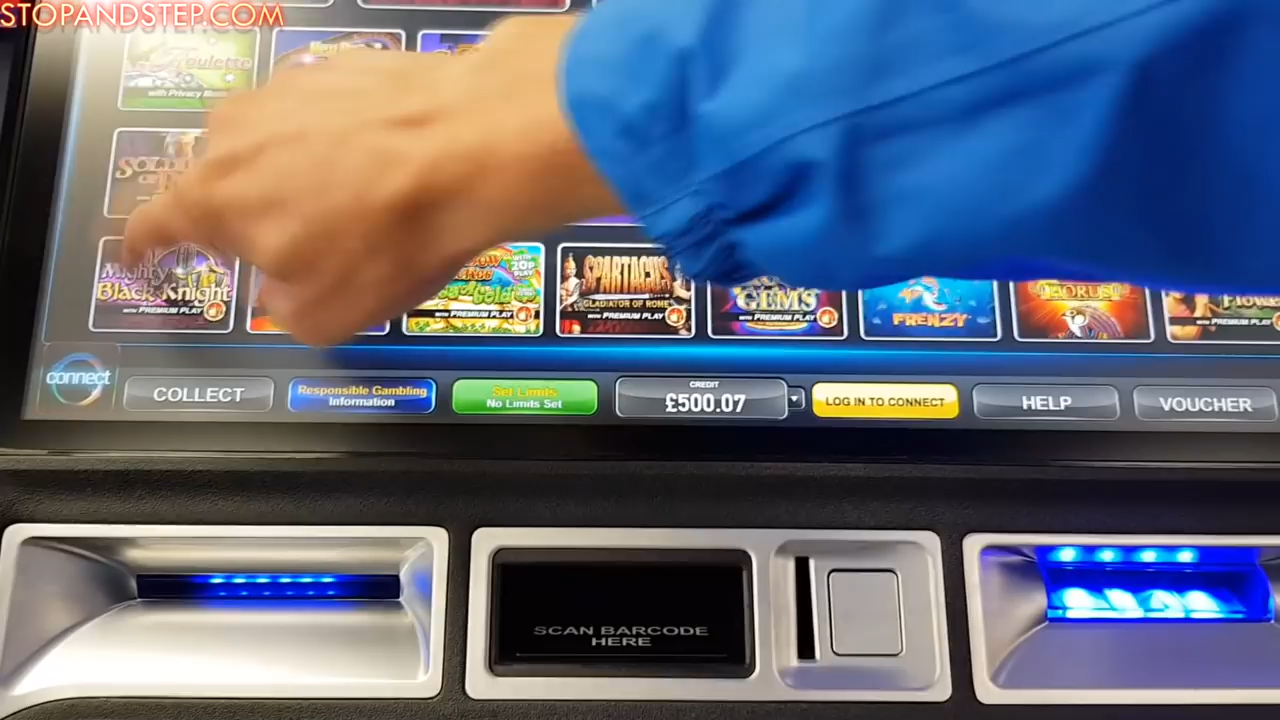 STOPANDSTEP.COM
Roulette
with Privacy
Mighty
Black Knight
WITH PREMIUM PLAY
WITH
20P
PLAY
Gold
WITH PREMIUM PLAY
SPARTACUS
GLADIATOR OF ROME
WITH PREMIUM PLAY
GEMS
WITH PREMIUM PLAY
FRENZY
HORUS
WITH PREMIUM PLAY
connect
COLLECT
Responsible Gambling
Information
Set Limits
No Limits Set
CREDIT
£500.07
LOG IN TO CONNECT
HELP
VOUCHER
SCAN BARCODE
HERE